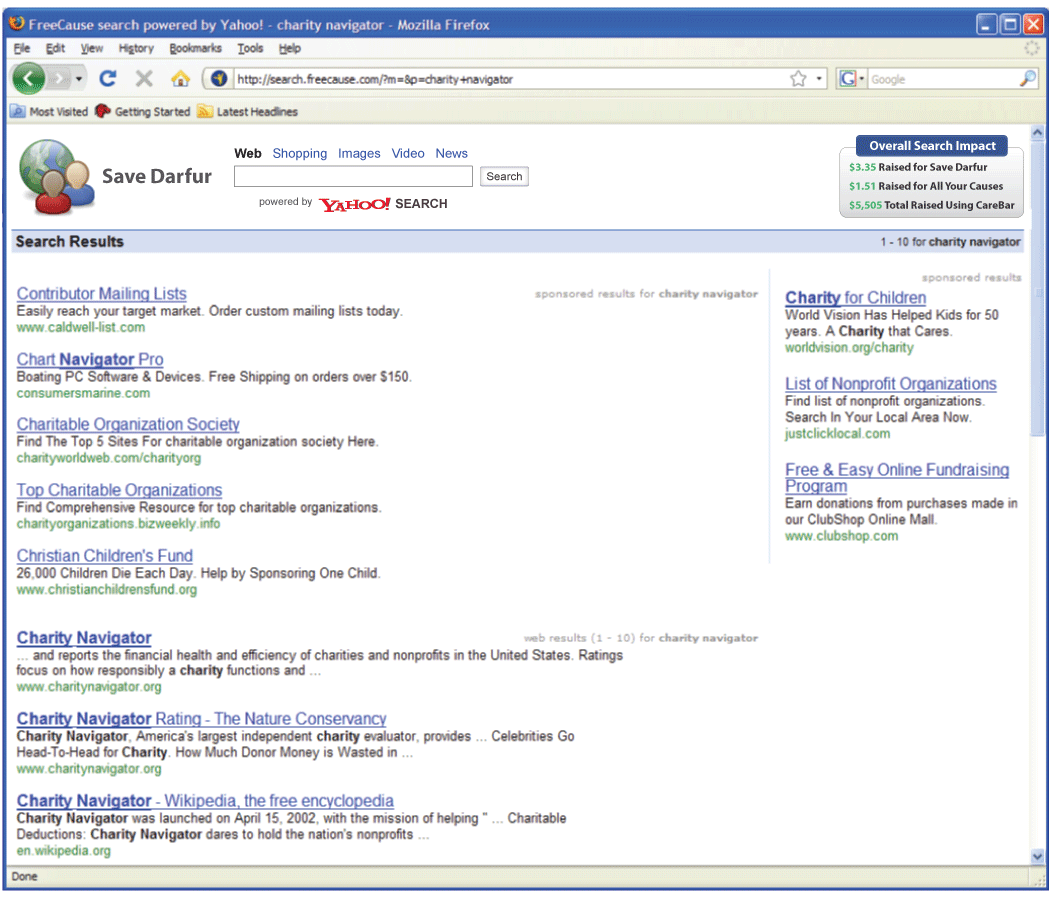 FreeCause search powered by Yahoo! - charity navigator - Mozilla Firefox
File Edit View History Bookmarks Tools Help
http://search.freecause.com/?m=&p=charity+navigator
Google
Most Visited Getting Started Latest Headlines
Save Darfur
Web Shopping Images Video News
Search
powered by YAHOO! SEARCH
Overall Search Impact
$3.35 Raised for Save Darfur
$1.51 Raised for All Your Causes
$5,505 Total Raised Using CareBar
Search Results
1 - 10 for charity navigator
sponsored results for charity navigator
Contributor Mailing Lists
Easily reach your target market. Order custom mailing lists today.
www.caldwell-list.com
Chart Navigator Pro
Boating PC Software & Devices. Free Shipping on orders over $150.
consumersmarine.com
Charitable Organization Society
Find The Top 5 Sites For charitable organization society Here.
charityworldweb.com/charityorg
Top Charitable Organizations
Find Comprehensive Resource for top charitable organizations.
charityorganizations.bizweekly.info
Christian Children's Fund
26,000 Children Die Each Day. Help by Sponsoring One Child.
www.christianchildrensfund.org
web results (1 - 10) for charity navigator
Charity Navigator
... and reports the financial health and efficiency of charities and nonprofits in the United States. Ratings
focus on how responsibly a charity functions and ...
www.charitynavigator.org
Charity Navigator Rating - The Nature Conservancy
Charity Navigator, America's largest independent charity evaluator, provides ... Celebrities Go
Head-To-Head for Charity. How Much Donor Money is Wasted in ...
www.charitynavigator.org
Charity Navigator - Wikipedia, the free encyclopedia
Charity Navigator was launched on April 15, 2002, with the mission of helping " ... Charitable
Deductions: Charity Navigator dares to hold the nation's nonprofits ...
en.wikipedia.org
sponsored results
Charity for Children
World Vision Has Helped Kids for 50
years. A Charity that Cares.
worldvision.org/charity
List of Nonprofit Organizations
Find list of nonprofit organizations.
Search In Your Local Area Now.
justclicklocal.com
Free & Easy Online Fundraising
Program
Earn donations from purchases made in
our ClubShop Online Mall.
www.clubshop.com
Done